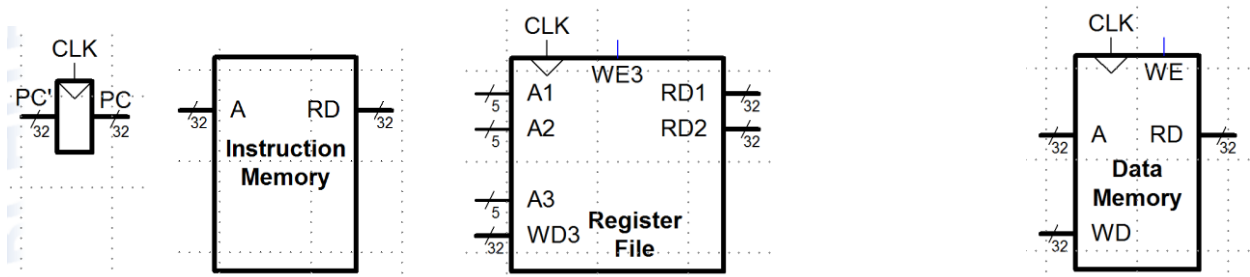 CLK
PC' PC
32 32
A RD
32 32
Instruction
Memory
CLK
WE3
A1 RD1
5 32
A2 RD2
5 32
A3
5
WD3
32
Register
File
CLK
WE
A RD
32 32
Data
Memory
WD
32